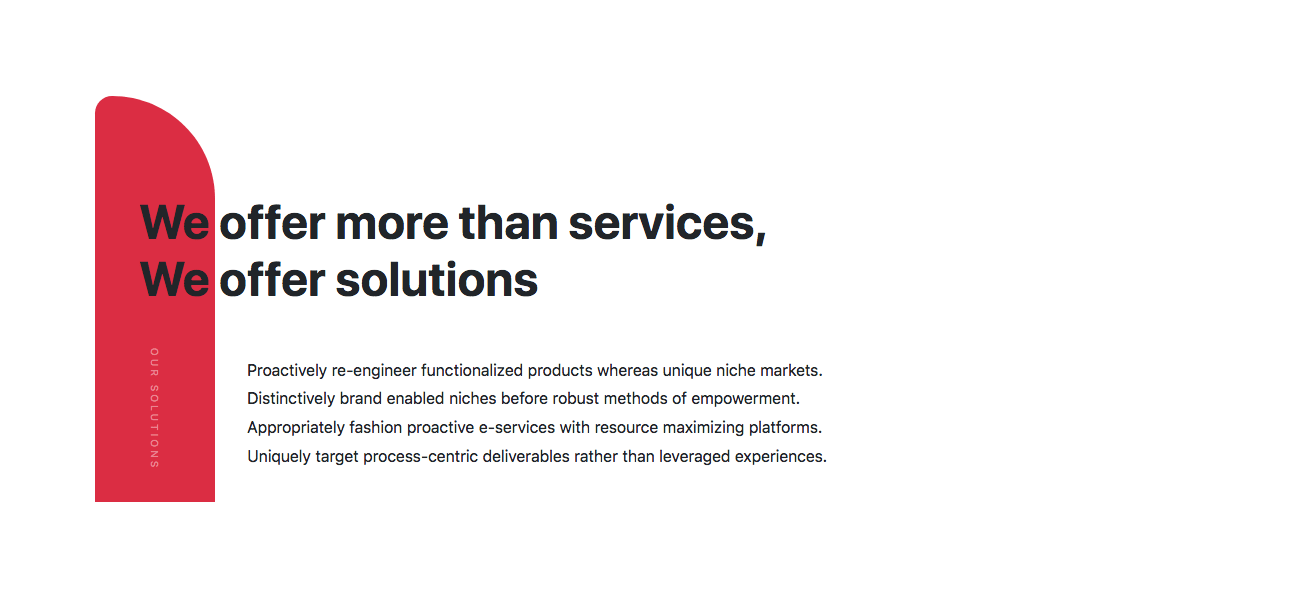 We offer more than services,
We offer solutions
OUR SOLUTIONS
Proactively re-engineer functionalized products whereas unique niche markets.
Distinctively brand enabled niches before robust methods of empowerment.
Appropriately fashion proactive e-services with resource maximizing platforms.
Uniquely target process-centric deliverables rather than leveraged experiences.